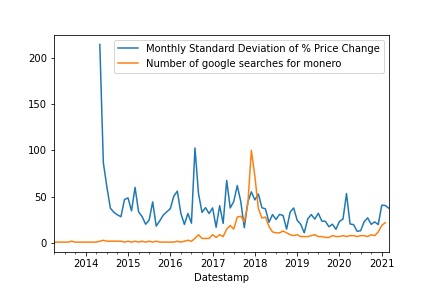 Monthly Standard Deviation of % Price Change
Number of google searches for monero
200
150
100
50
0
2014 2015 2016 2017 2018 2019 2020 2021
Datestamp